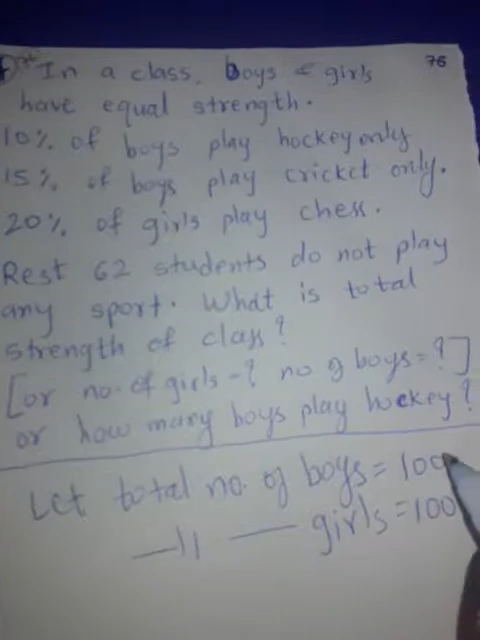 76
In a class, boys & girls
have equal strength.
10% of boys play hockey only
15% of boys play cricket only.
20% of girls play chess.
Rest 62 students do not play
any sport. What is total
strength of class?
[or no. of girls = ? no of boys = ?]
or how many boys play hockey?
Let total no. of boys = 100
—||— girls = 100